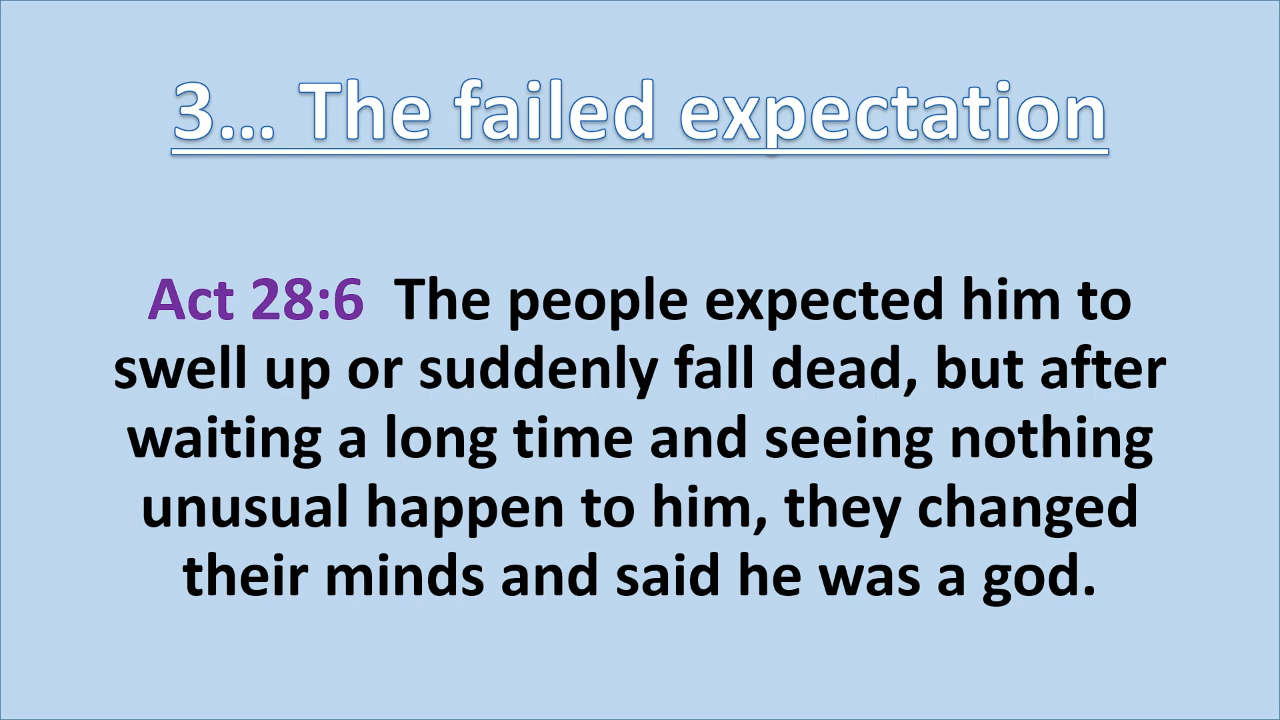 3... The failed expectation
Act 28:6  The people expected him to
swell up or suddenly fall dead, but after
waiting a long time and seeing nothing
unusual happen to him, they changed
their minds and said he was a god.